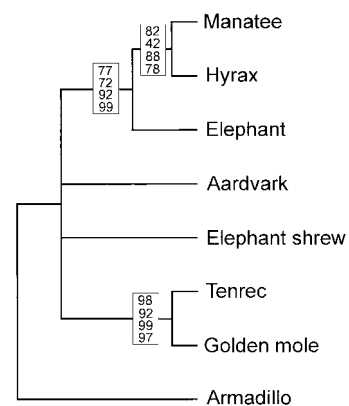 Manatee
82
42
88
78
Hyrax
77
72
92
99
Elephant
Aardvark
Elephant shrew
Tenrec
98
92
99
97
Golden mole
Armadillo